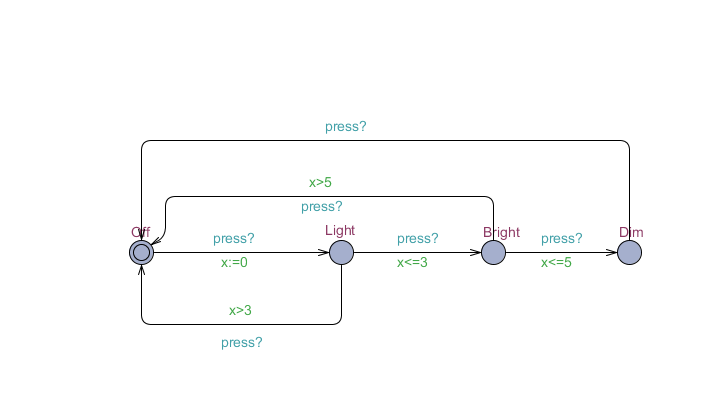 press?
x>5
press?
Off
press?
x:=0
Light
press?
x<=3
Bright
press?
x<=5
Dim
x>3
press?